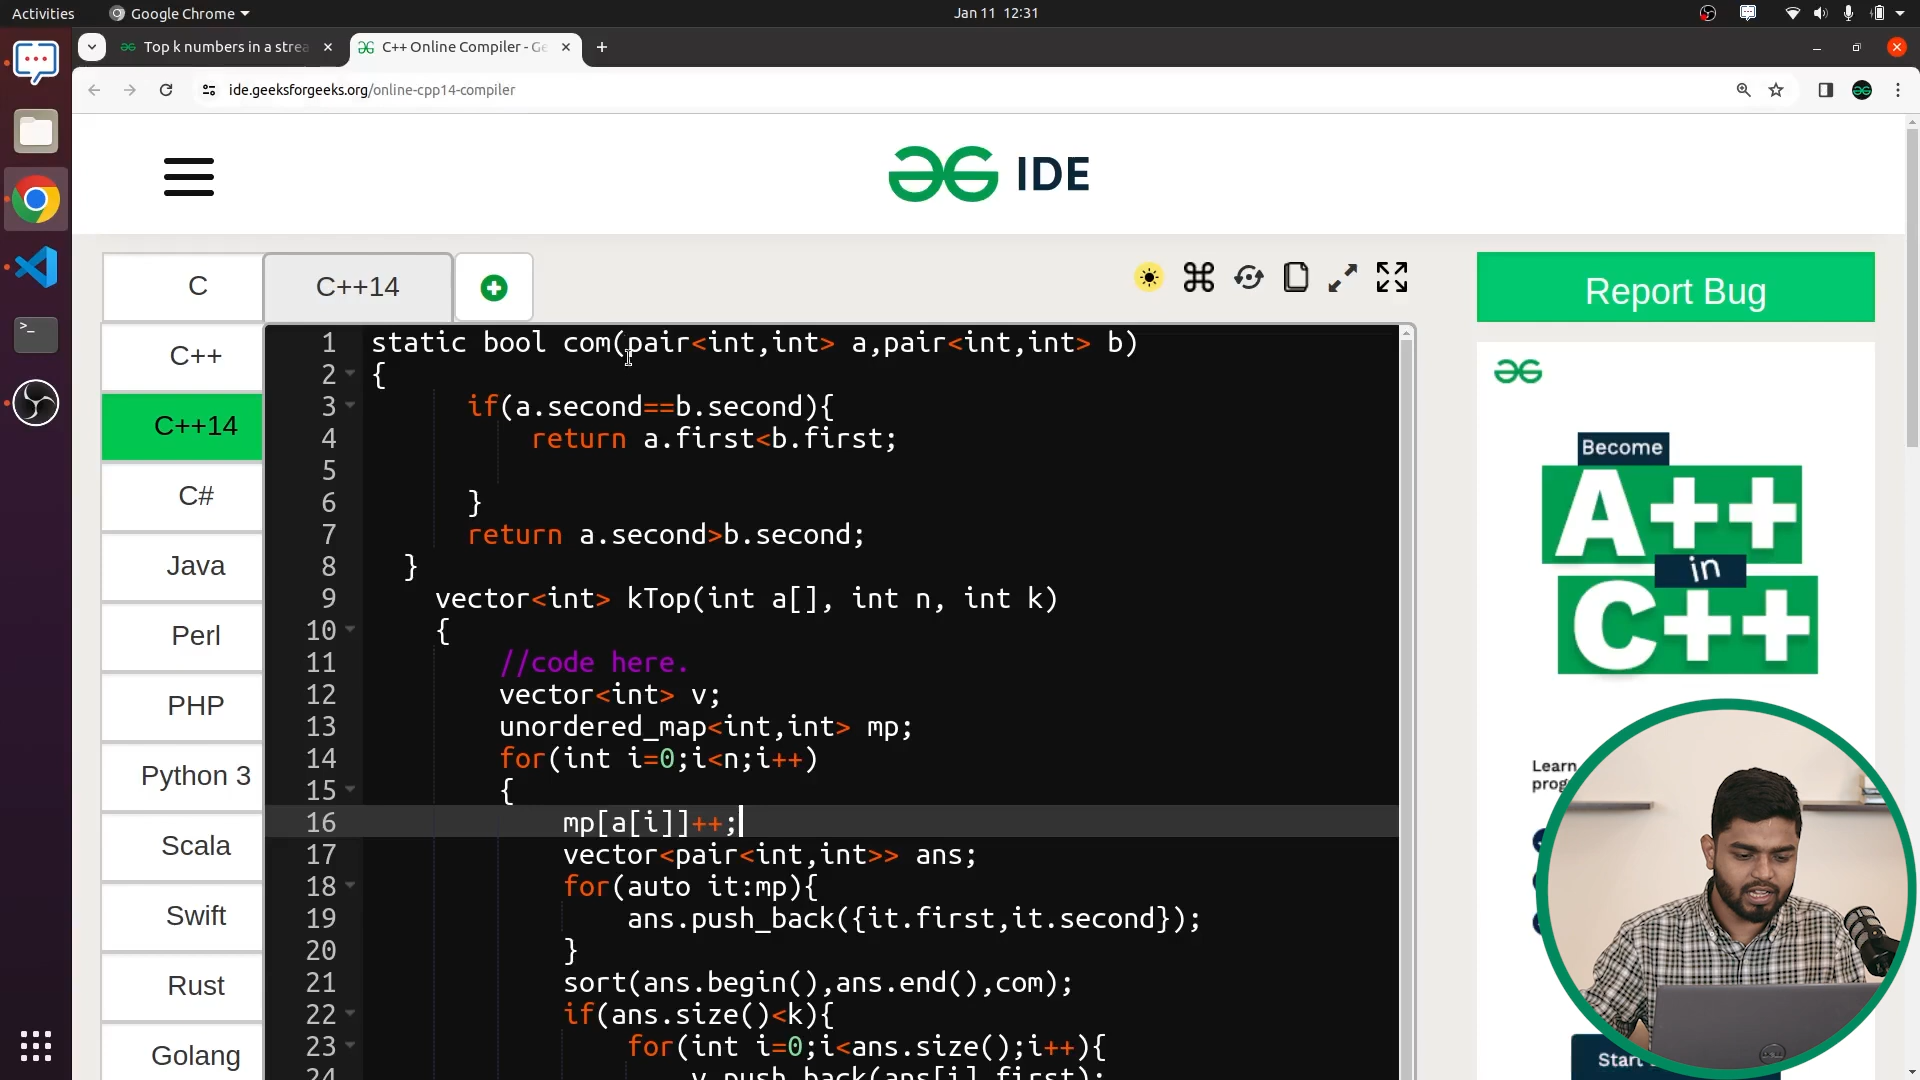 Activities
Google Chrome
Jan 11 12:31
Top k numbers in a strea
C++ Online Compiler - Ge
ide.geeksforgeeks.org/online-cpp14-compiler
IDE
C
C++14
Report Bug
C++
C++14
C#
Java
Perl
PHP
Python 3
Scala
Swift
Rust
Golang
1 static bool com(pair<int,int> a,pair<int,int> b)
2 {
3 if(a.second==b.second){
4 return a.first<b.first;
5
6 }
7 return a.second>b.second;
8 }
9 vector<int> kTop(int a[], int n, int k)
10 {
11 //code here.
12 vector<int> v;
13 unordered_map<int,int> mp;
14 for(int i=0;i<n;i++)
15 {
16 mp[a[i]]++;
17 vector<pair<int,int>> ans;
18 for(auto it:mp){
19 ans.push_back({it.first,it.second});
20 }
21 sort(ans.begin(),ans.end(),com);
22 if(ans.size()<k){
23 for(int i=0;i<ans.size();i++){
24 v.push_back(ans[i].first);
Become
A++
in
C++
Learn
prog
Start